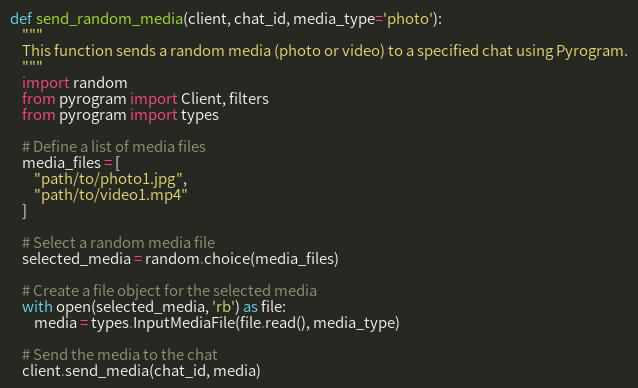 def send_random_media(client, chat_id, media_type='photo'):
    """
    This function sends a random media (photo or video) to a specified chat using Pyrogram.
    """
    import random
    from pyrogram import Client, filters
    from pyrogram import types

    # Define a list of media files
    media_files = [
        "path/to/photo1.jpg",
        "path/to/video1.mp4"
    ]

    # Select a random media file
    selected_media = random.choice(media_files)

    # Create a file object for the selected media
    with open(selected_media, 'rb') as file:
        media = types.InputMediaFile(file.read(), media_type)

    # Send the media to the chat
    client.send_media(chat_id, media)